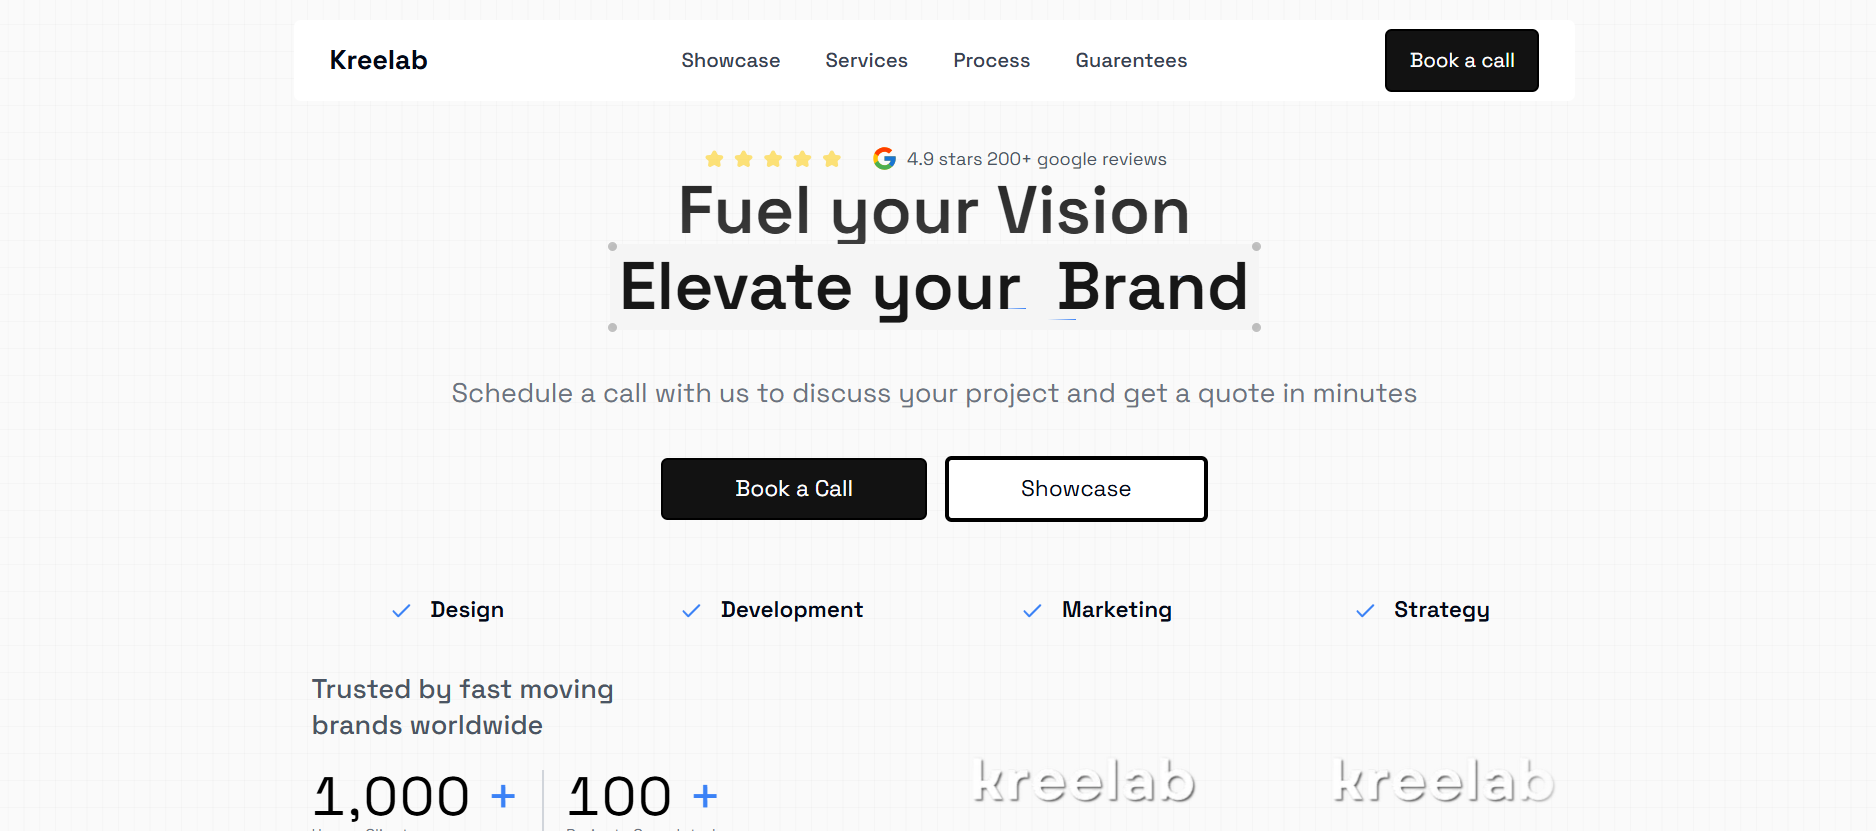 Kreelab
Showcase Services Process Guarentees
Book a call
4.9 stars 200+ google reviews
Fuel your Vision
Elevate your Brand
Schedule a call with us to discuss your project and get a quote in minutes
Book a Call
Showcase
Design
Development
Marketing
Strategy
Trusted by fast moving
brands worldwide
1,000 +
100 +
kreelab
kreelab